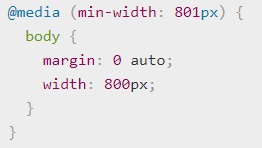 @media (min-width: 801px) {
  body {
    margin: 0 auto;
    width: 800px;
  }
}